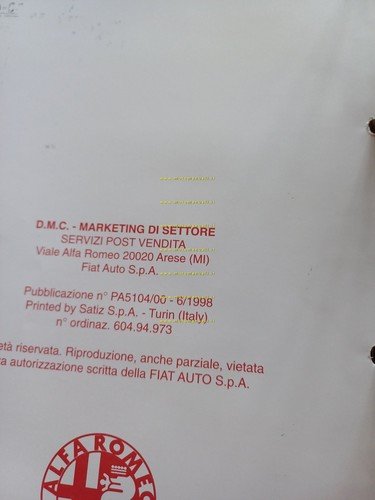 D.M.C. - MARKETING DI SETTORE
SERVIZI POST VENDITA
Viale Alfa Romeo 20020 Arese (MI)
Fiat Auto S.p.A.
Pubblicazione n° PA5104/00 - 6/1998
Printed by Satiz S.p.A. - Turin (Italy)
n° ordinaz. 604.94.973
età riservata. Riproduzione, anche parziale, vietata
autorizzazione scritta della FIAT AUTO S.p.A.
ALFA ROMEO